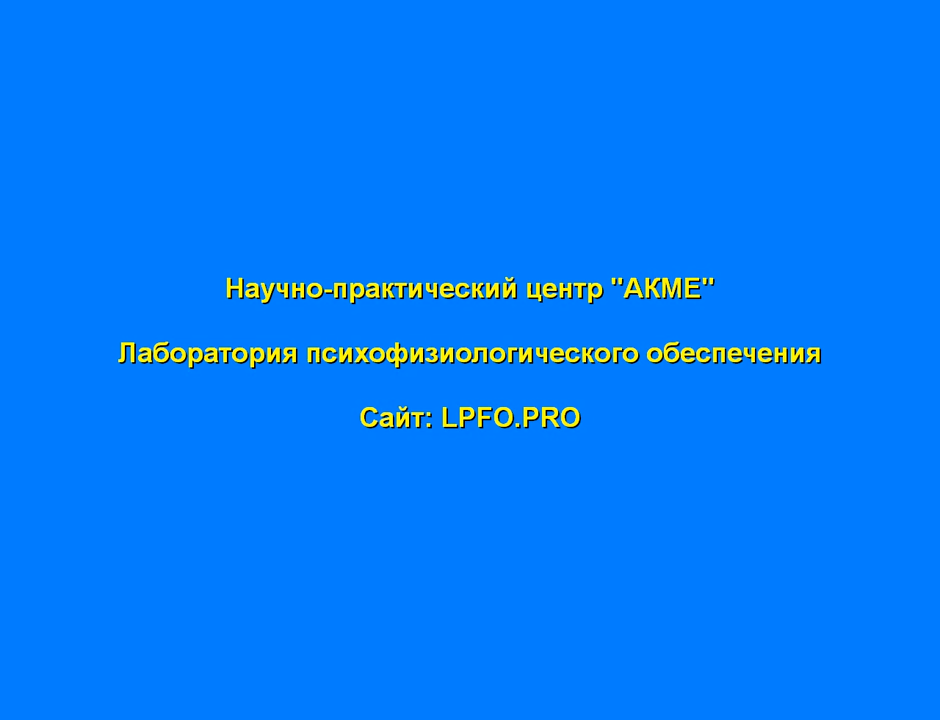 Научно-практический центр "АКМЕ"
Лаборатория психофизиологического обеспечения
Сайт: LPFO.PRO